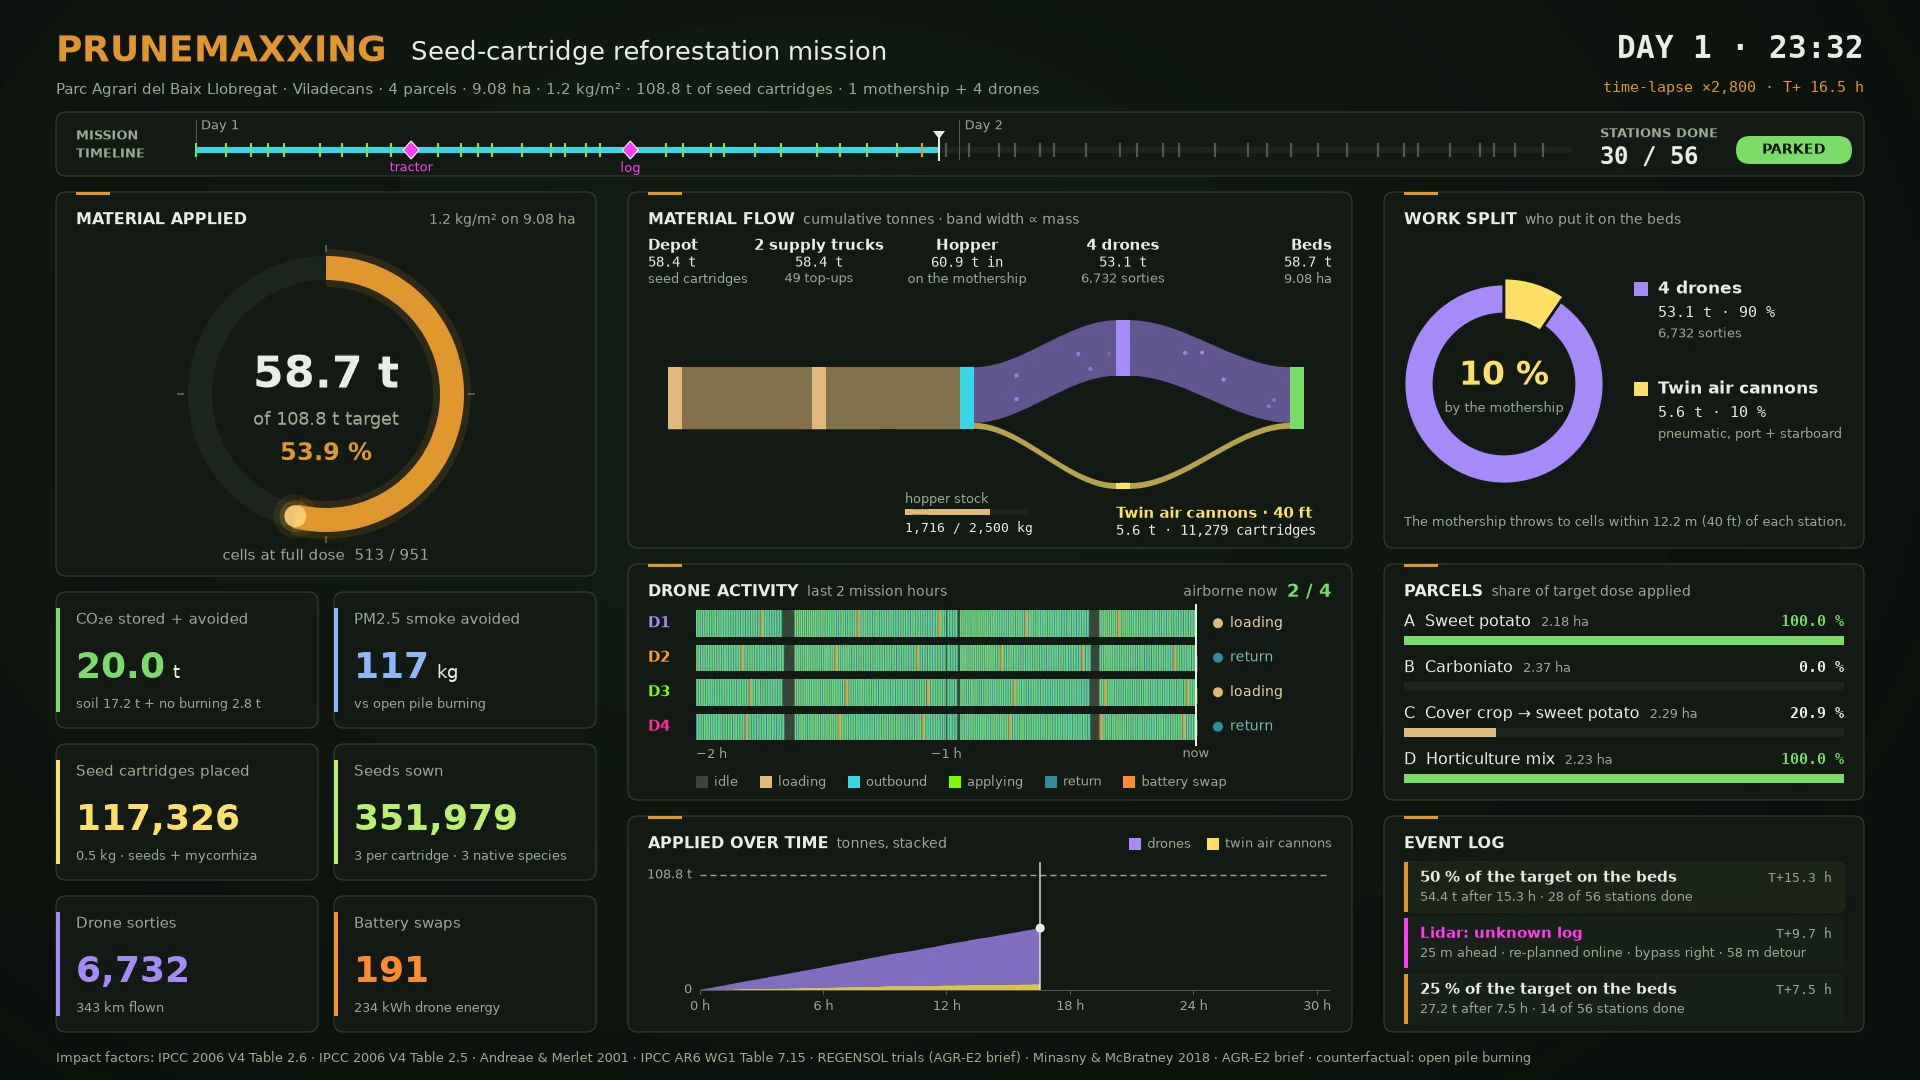 PRUNEMAXXING Seed-cartridge reforestation mission
DAY 1 · 23:32
Parc Agrari del Baix Llobregat · Viladecans · 4 parcels · 9.08 ha · 1.2 kg/m² · 108.8 t of seed cartridges · 1 mothership + 4 drones
time-lapse ×2,800 · T+ 16.5 h
MISSION TIMELINE
Day 1
Day 2
tractor
log
STATIONS DONE
30 / 56
PARKED
MATERIAL APPLIED
1.2 kg/m² on 9.08 ha
58.7 t
of 108.8 t target
53.9 %
cells at full dose 513 / 951
MATERIAL FLOW cumulative tonnes · band width ∝ mass
Depot
58.4 t
seed cartridges
2 supply trucks
58.4 t
49 top-ups
Hopper
60.9 t in
on the mothership
4 drones
53.1 t
6,732 sorties
Beds
58.7 t
9.08 ha
hopper stock
1,716 / 2,500 kg
Twin air cannons · 40 ft
5.6 t · 11,279 cartridges
WORK SPLIT who put it on the beds
10 %
by the mothership
4 drones
53.1 t · 90 %
6,732 sorties
Twin air cannons
5.6 t · 10 %
pneumatic, port + starboard
The mothership throws to cells within 12.2 m (40 ft) of each station.
CO₂e stored + avoided
20.0 t
soil 17.2 t + no burning 2.8 t
PM2.5 smoke avoided
117 kg
vs open pile burning
Seed cartridges placed
117,326
0.5 kg · seeds + mycorrhiza
Seeds sown
351,979
3 per cartridge · 3 native species
Drone sorties
6,732
343 km flown
Battery swaps
191
234 kWh drone energy
DRONE ACTIVITY last 2 mission hours
airborne now 2 / 4
D1 loading
D2 return
D3 loading
D4 return
−2 h −1 h now
idle loading outbound applying return battery swap
APPLIED OVER TIME tonnes, stacked
drones twin air cannons
108.8 t
0
0 h 6 h 12 h 18 h 24 h 30 h
PARCELS share of target dose applied
A Sweet potato 2.18 ha 100.0 %
B Carboniato 2.37 ha 0.0 %
C Cover crop → sweet potato 2.29 ha 20.9 %
D Horticulture mix 2.23 ha 100.0 %
EVENT LOG
50 % of the target on the beds T+15.3 h
54.4 t after 15.3 h · 28 of 56 stations done
Lidar: unknown log T+9.7 h
25 m ahead · re-planned online · bypass right · 58 m detour
25 % of the target on the beds T+7.5 h
27.2 t after 7.5 h · 14 of 56 stations done
Impact factors: IPCC 2006 V4 Table 2.6 · IPCC 2006 V4 Table 2.5 · Andreae & Merlet 2001 · IPCC AR6 WG1 Table 7.15 · REGENSOL trials (AGR-E2 brief) · Minasny & McBratney 2018 · AGR-E2 brief · counterfactual: open pile burning